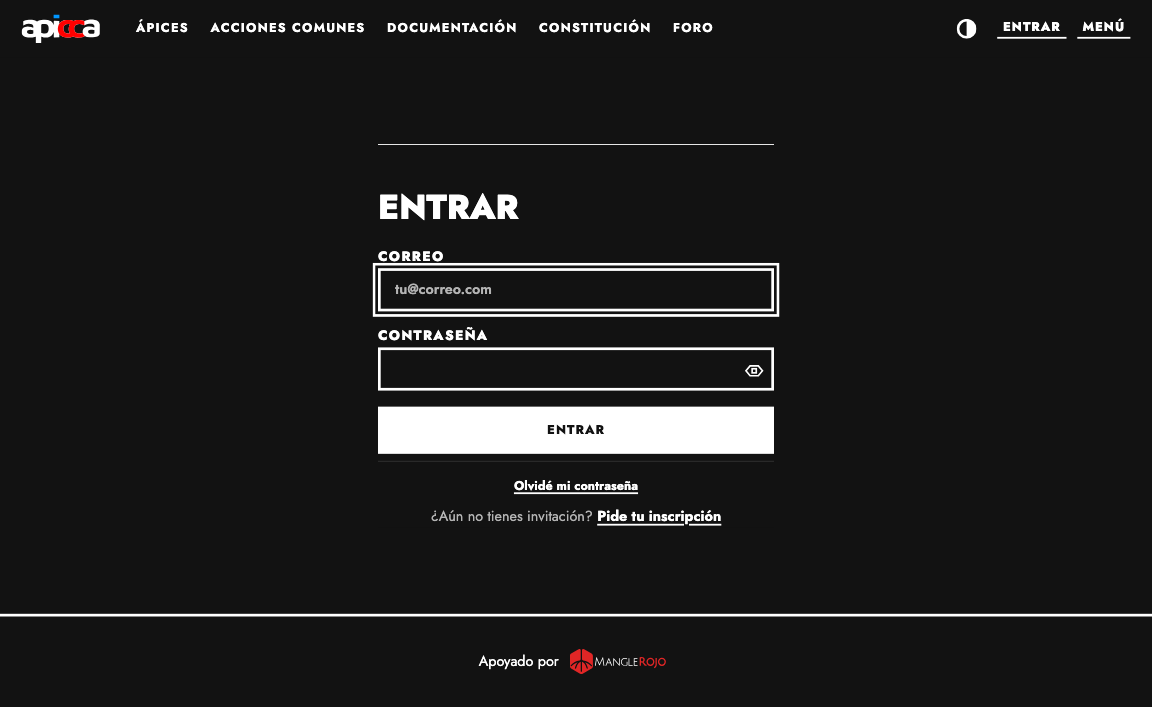 apicca
ÁPICES ACCIONES COMUNES DOCUMENTACIÓN CONSTITUCIÓN FORO
ENTRAR MENÚ
ENTRAR
CORREO
tu@correo.com
CONTRASEÑA
ENTRAR
Olvidé mi contraseña
¿Aún no tienes invitación? Pide tu inscripción
Apoyado por MANGLEROJO